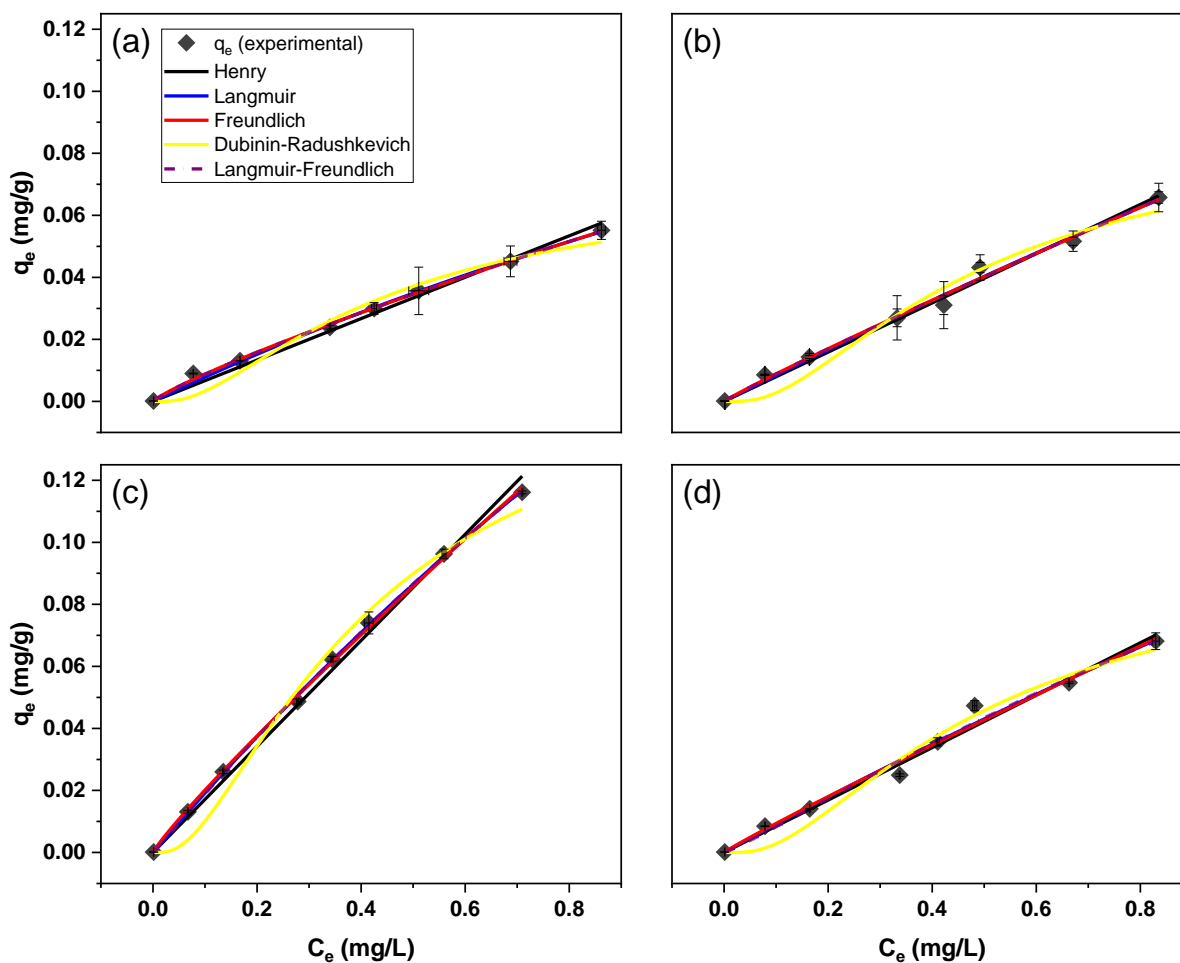 (a)
q_e (experimental)
Henry
Langmuir
Freundlich
Dubinin-Radushkevich
Langmuir-Freundlich
0.12
0.10
0.08
0.06
0.04
0.02
0.00
q_e (mg/g)
(b)
(c)
0.12
0.10
0.08
0.06
0.04
0.02
0.00
q_e (mg/g)
0.0 0.2 0.4 0.6 0.8
C_e (mg/L)
(d)
0.0 0.2 0.4 0.6 0.8
C_e (mg/L)